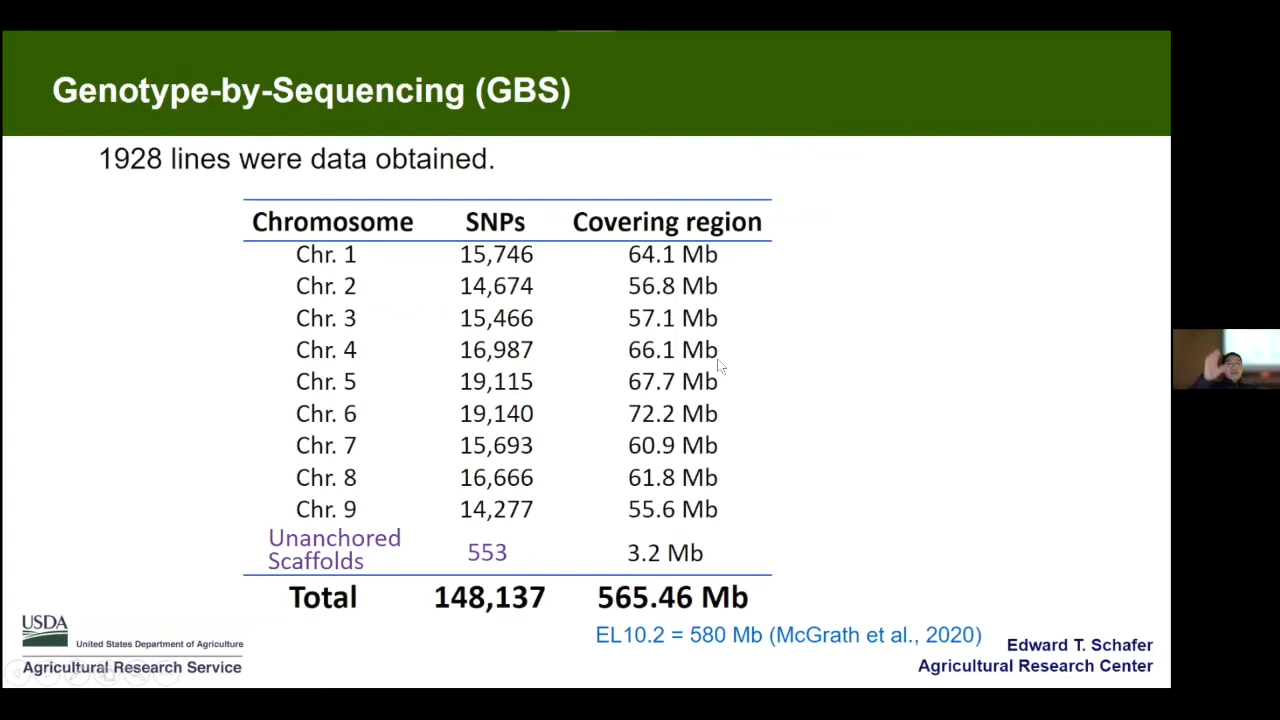 Genotype-by-Sequencing (GBS)
1928 lines were data obtained.
Chromosome SNPs Covering region
Chr. 1 15,746 64.1 Mb
Chr. 2 14,674 56.8 Mb
Chr. 3 15,466 57.1 Mb
Chr. 4 16,987 66.1 Mb
Chr. 5 19,115 67.7 Mb
Chr. 6 19,140 72.2 Mb
Chr. 7 15,693 60.9 Mb
Chr. 8 16,666 61.8 Mb
Chr. 9 14,277 55.6 Mb
Unanchored
Scaffolds 553 3.2 Mb
Total 148,137 565.46 Mb
EL10.2 = 580 Mb (McGrath et al., 2020)
USDA
United States Department of Agriculture
Agricultural Research Service
Edward T. Schafer
Agricultural Research Center